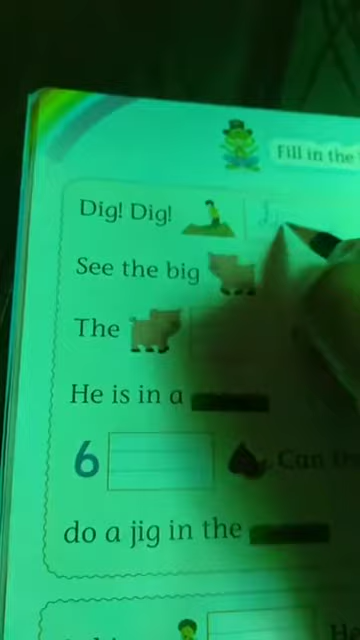 Fill in the
Dig! Dig!
See the big
The
He is in a
6 Can
do a jig in the